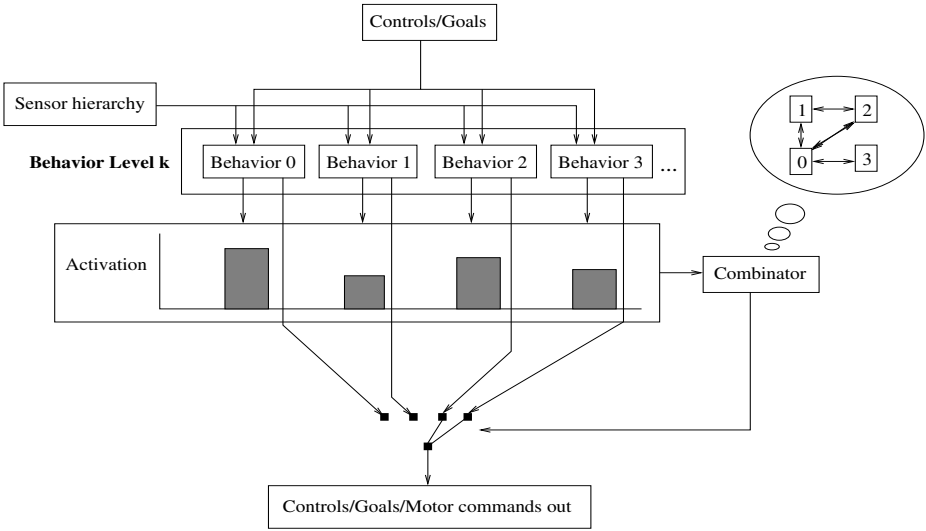 Controls/Goals
Sensor hierarchy
1 2
0 3
Behavior Level k
Behavior 0 Behavior 1 Behavior 2 Behavior 3 ...
Activation
Combinator
Controls/Goals/Motor commands out